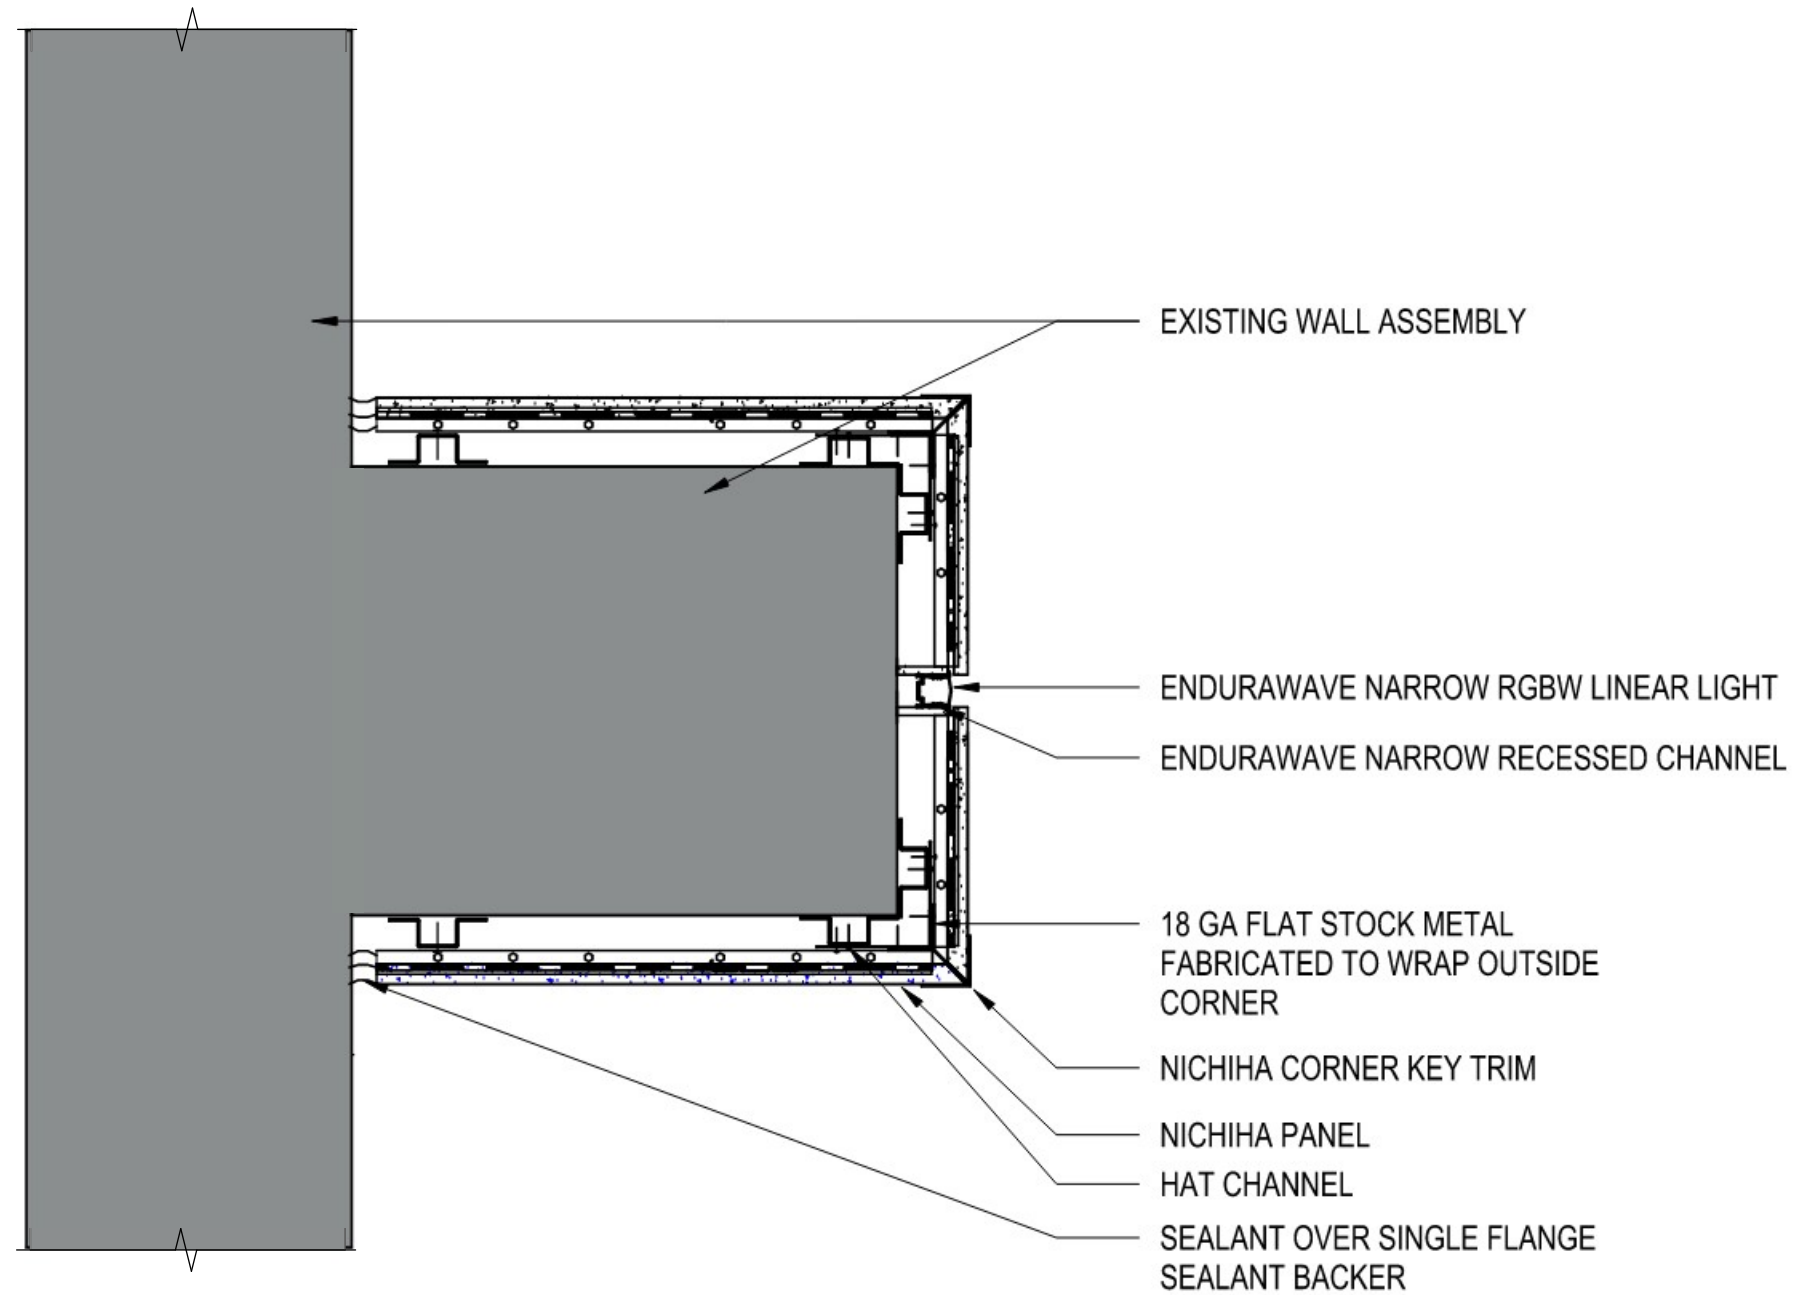 EXISTING WALL ASSEMBLY
ENDURAWAVE NARROW RGBW LINEAR LIGHT
ENDURAWAVE NARROW RECESSED CHANNEL
18 GA FLAT STOCK METAL
FABRICATED TO WRAP OUTSIDE
CORNER
NICHIHA CORNER KEY TRIM
NICHIHA PANEL
HAT CHANNEL
SEALANT OVER SINGLE FLANGE
SEALANT BACKER